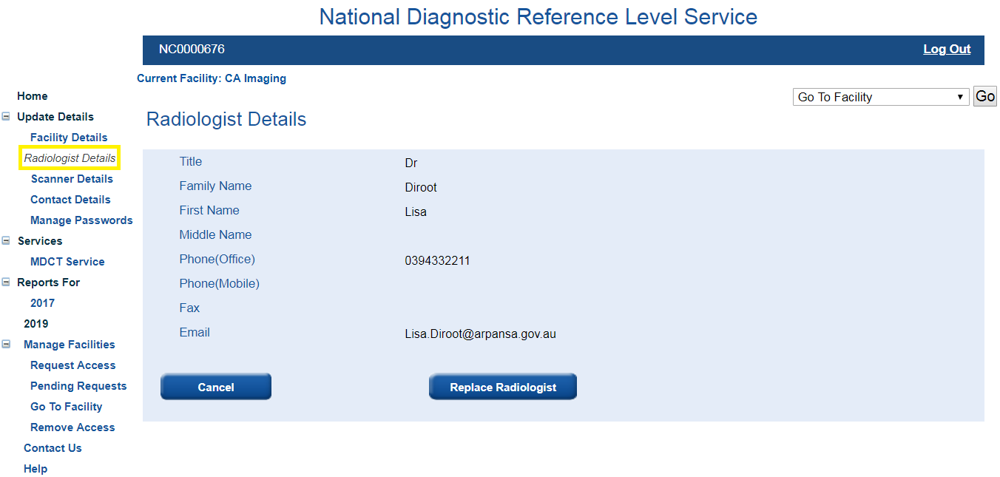 National Diagnostic Reference Level Service
NC0000676
Log Out
Current Facility: CA Imaging
Go To Facility
Go
Home
Update Details
Facility Details
Radiologist Details
Scanner Details
Contact Details
Manage Passwords
Services
MDCT Service
Reports For
2017
2019
Manage Facilities
Request Access
Pending Requests
Go To Facility
Remove Access
Contact Us
Help
Radiologist Details
Title Dr
Family Name Diroot
First Name Lisa
Middle Name
Phone(Office) 0394332211
Phone(Mobile)
Fax
Email Lisa.Diroot@arpansa.gov.au
Cancel Replace Radiologist